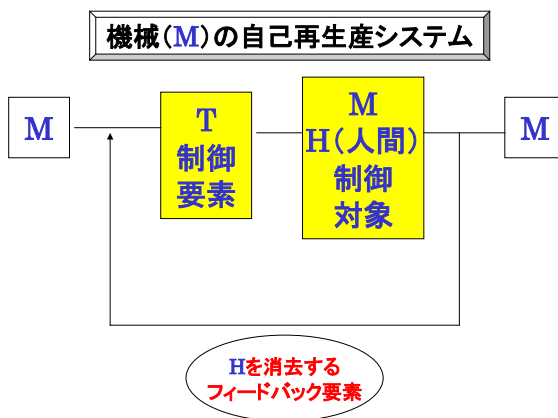 機械(M)の自己再生産システム
M
T
制御
要素
M
H(人間)
制御
対象
M
Hを消去する
フィードバック要素